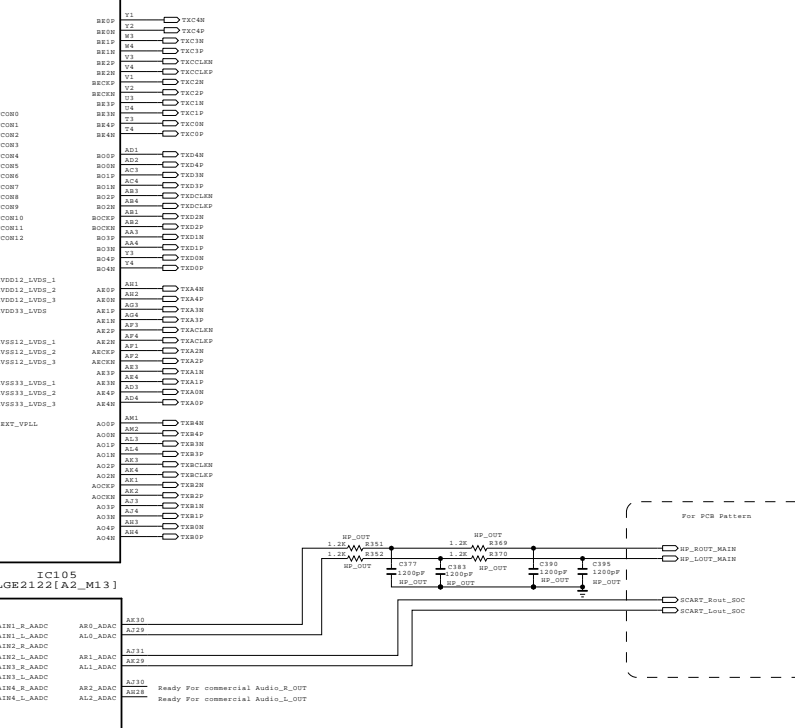 BE0P Y1 TXC4N
BE0N Y2 TXC4P
BE1P W3 TXC3N
BE1N W4 TXC3P
BE2P V3 TXCCLKN
BE2N V4 TXCCLKP
BECKP V1 TXC2N
BECKN V2 TXC2P
BE3P U3 TXC1N
CON0 BE3N U4 TXC1P
CON1 BE4P T3 TXC0N
CON2 BE4N T4 TXC0P
CON3
CON4 BO0P AD1 TXD4N
CON5 BO0N AD2 TXD4P
CON6 BO1P AC3 TXD3N
CON7 BO1N AC4 TXD3P
CON8 BO2P AB3 TXDCLKN
CON9 BO2N AB4 TXDCLKP
CON10 BOCKP AB1 TXD2N
CON11 BOCKN AB2 TXD2P
CON12 BO3P AA3 TXD1N
BO3N AA4 TXD1P
BO4P Y3 TXD0N
BO4N Y4 TXD0P
VDD12_LVDS_1
VDD12_LVDS_2 AE0P AH1 TXA4N
VDD12_LVDS_3 AE0N AH2 TXA4P
VDD33_LVDS AE1P AG3 TXA3N
AE1N AG4 TXA3P
AE2P AF3 TXACLKN
VSS12_LVDS_1 AE2N AF4 TXACLKP
VSS12_LVDS_2 AECKP AF1 TXA2N
VSS12_LVDS_3 AECKN AF2 TXA2P
AE3P AE3 TXA1N
VSS33_LVDS_1 AE3N AE4 TXA1P
VSS33_LVDS_2 AE4P AD3 TXA0N
VSS33_LVDS_3 AE4N AD4 TXA0P
EXT_VPLL AO0P AM1 TXB4N
AO0N AM2 TXB4P
AO1P AL3 TXB3N
AO1N AL4 TXB3P
AO2P AK3 TXBCLKN
AO2N AK4 TXBCLKP
AOCKP AK1 TXB2N
AOCKN AK2 TXB2P
AO3P AJ3 TXB1N
AO3N AJ4 TXB1P
AO4P AH3 TXB0N
AO4N AH4 TXB0P
For PCB Pattern
HP_OUT HP_OUT
1.2K R351 1.2K R369 HP_ROUT_MAIN
1.2K R352 1.2K R370 HP_LOUT_MAIN
HP_OUT HP_OUT
C377 C383 C390 C395
1200pF 1200pF 1200pF 1200pF
HP_OUT HP_OUT HP_OUT HP_OUT
IC105
LGE2122[A2_M13]
SCART_Rout_SOC
SCART_Lout_SOC
AIN1_R_AADC AR0_ADAC AK30
AIN1_L_AADC AL0_ADAC AJ29
AIN2_R_AADC
AIN2_L_AADC AR1_ADAC AJ31
AIN3_R_AADC AL1_ADAC AK29
AIN3_L_AADC
AIN4_R_AADC AR2_ADAC AJ30 Ready For commercial Audio_R_OUT
AIN4_L_AADC AL2_ADAC AH28 Ready For commercial Audio_L_OUT